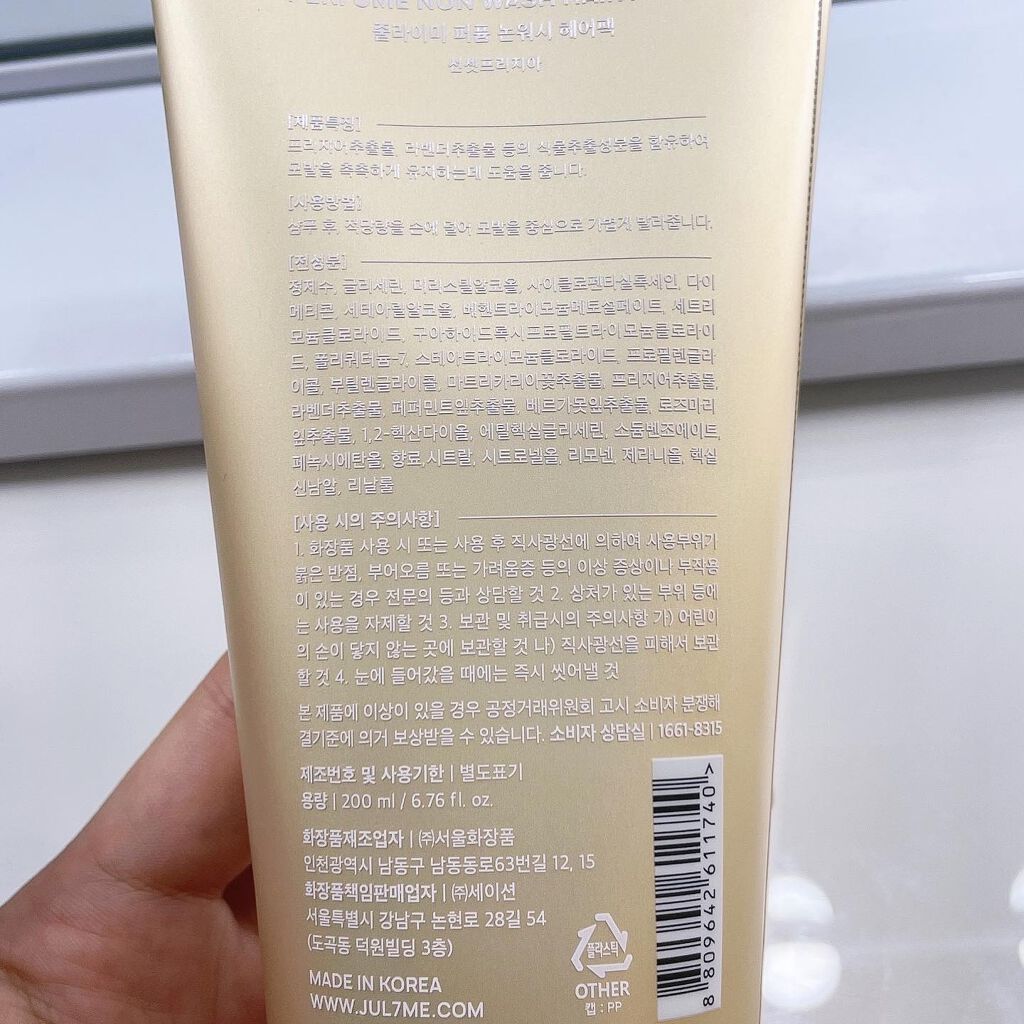 PERFUME NON WASH HAIR
쥴라이미 퍼퓸 논워시 헤어팩
선셋프리지아
[제품특징]
프리지어추출물, 라벤더추출물 등의 식물추출성분을 함유하여
모발을 촉촉하게 유지하는데 도움을 줍니다.
[사용방법]
샴푸 후, 적당량을 손에 덜어 모발을 중심으로 가볍게 발라줍니다.
[전성분]
정제수, 글리세린, 미리스틸알코올, 사이클로펜타실록세인, 다이
메티콘, 세테아릴알코올, 베헨트라이모늄메토설페이트, 세트리
모늄클로라이드, 구아하이드록시프로필트라이모늄클로라이
드, 폴리쿼터늄-7, 스테아트라이모늄클로라이드, 프로필렌글라
이콜, 부틸렌글라이콜, 마트리카리아꽃추출물, 프리지어추출물,
라벤더추출물, 페퍼민트잎추출물, 베르가못잎추출물, 로즈마리
잎추출물, 1,2-헥산다이올, 에틸헥실글리세린, 소듐벤조에이트,
페녹시에탄올, 향료,시트랄, 시트로넬올, 리모넨, 제라니올, 헥실
신남알, 리날룰
[사용 시의 주의사항]
1. 화장품 사용 시 또는 사용 후 직사광선에 의하여 사용부위가
붉은 반점, 부어오름 또는 가려움증 등의 이상 증상이나 부작용
이 있는 경우 전문의 등과 상담할 것 2. 상처가 있는 부위 등에
는 사용을 자제할 것 3. 보관 및 취급시의 주의사항 가) 어린이
의 손이 닿지 않는 곳에 보관할 것 나) 직사광선을 피해서 보관
할 것 4. 눈에 들어갔을 때에는 즉시 씻어낼 것
본 제품에 이상이 있을 경우 공정거래위원회 고시 소비자 분쟁해
결기준에 의거 보상받을 수 있습니다. 소비자 상담실 | 1661-8315
제조번호 및 사용기한 | 별도표기
용량 | 200 ml / 6.76 fl. oz.
화장품제조업자 | ㈜서울화장품
인천광역시 남동구 남동동로63번길 12, 15
화장품책임판매업자 | ㈜세이션
서울특별시 강남구 논현로 28길 54
(도곡동 덕원빌딩 3층)
MADE IN KOREA
WWW.JUL7ME.COM
플라스틱
OTHER
캡 : PP
8 809642 611740 >